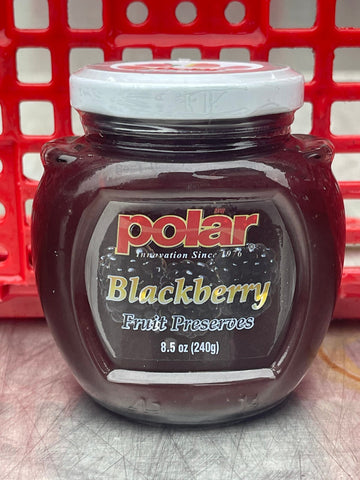 polar
Innovation Since 1976
Blackberry
Fruit Preserves
8.5 oz (240g)